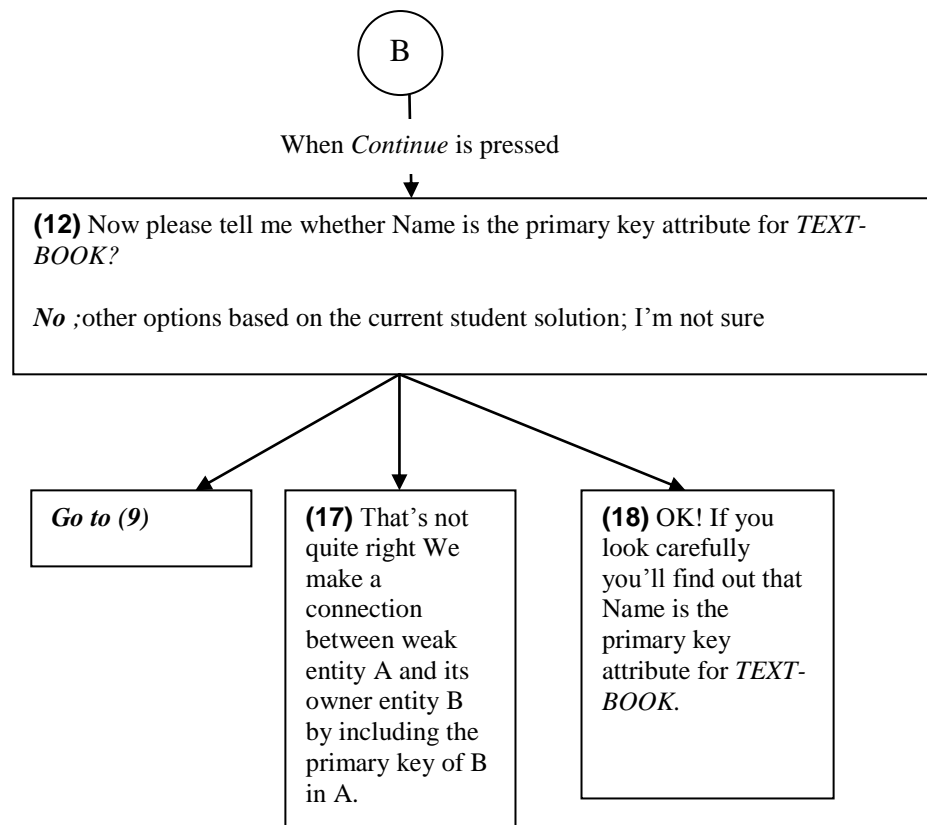 B
When Continue is pressed
(12) Now please tell me whether Name is the primary key attribute for TEXT-
BOOK?
No ;other options based on the current student solution; I’m not sure
Go to (9)
(17) That’s not
quite right We
make a
connection
between weak
entity A and its
owner entity B
by including the
primary key of B
in A.
(18) OK! If you
look carefully
you’ll find out that
Name is the
primary key
attribute for TEXT-
BOOK.